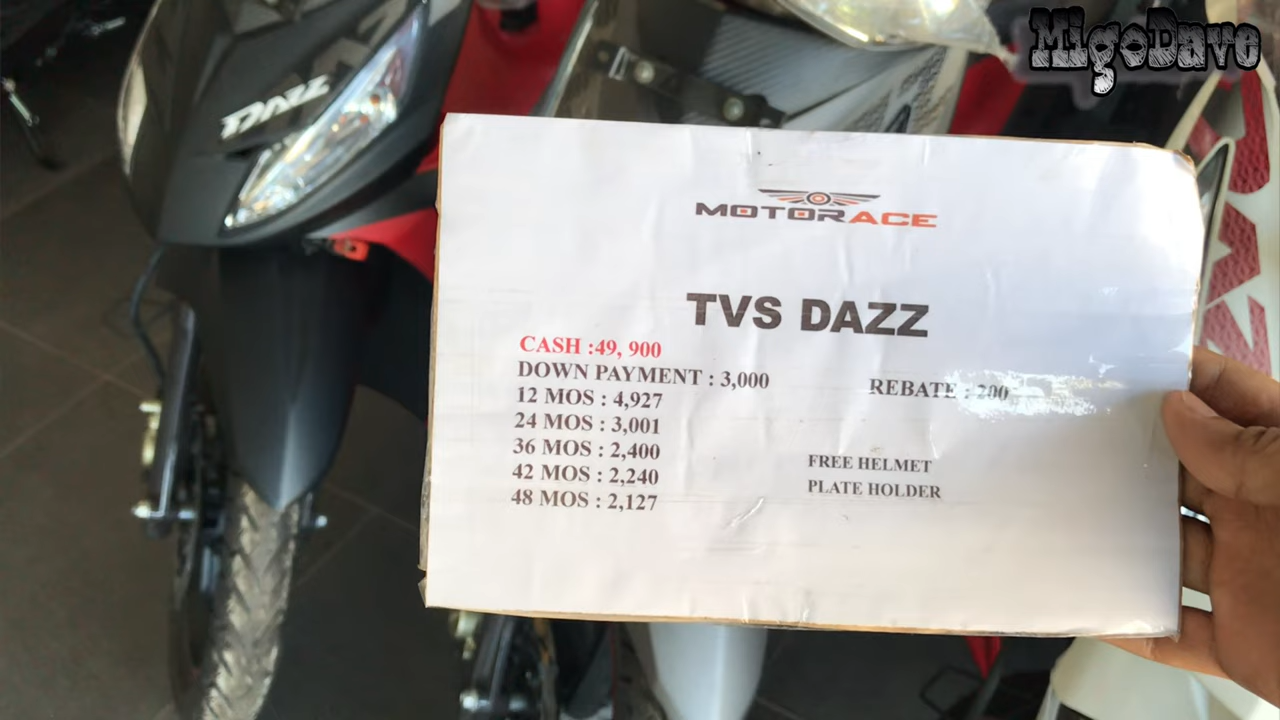 MigoDave
DAZZ
MOTORACE
TVS DAZZ
CASH :49, 900
DOWN PAYMENT : 3,000
REBATE : 200
12 MOS : 4,927
24 MOS : 3,001
36 MOS : 2,400
42 MOS : 2,240
48 MOS : 2,127
FREE HELMET
PLATE HOLDER